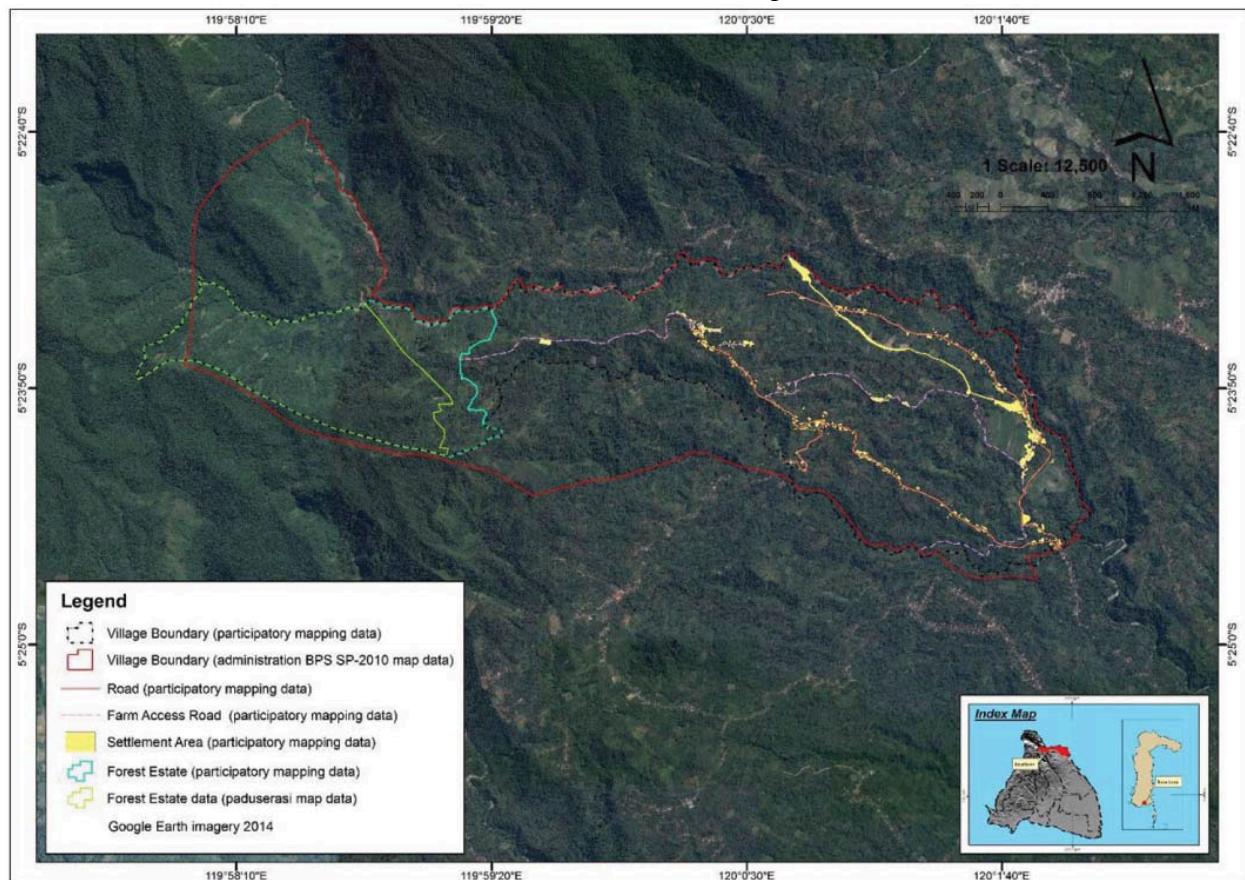 119°58'10"E 119°59'20"E 120°0'30"E 120°1'40"E
5°22'40"S 5°22'40"S
1 Scale: 12,500
N
400 200 0 400
5°23'50"S 5°23'50"S
5°25'0"S 5°25'0"S
Legend
Village Boundary (participatory mapping data)
Village Boundary (administration BPS SP-2010 map data)
Road (participatory mapping data)
Farm Access Road (participatory mapping data)
Settlement Area (participatory mapping data)
Forest Estate (participatory mapping data)
Forest Estate data (paduserasi map data)
Google Earth imagery 2014
Index Map
119°58'10"E 119°59'20"E 120°0'30"E 120°1'40"E